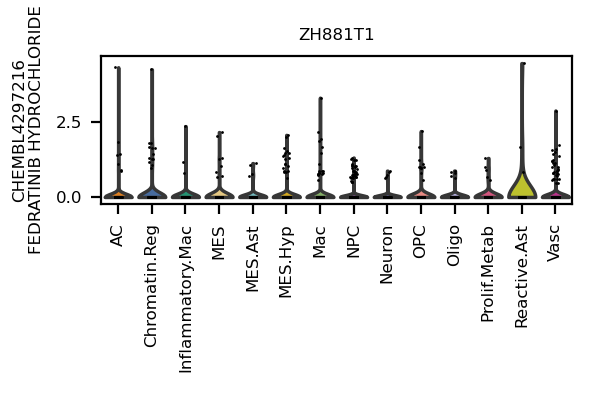 ZH881T1
CHEMBL4297216
FEDRATINIB HYDROCHLORIDE
2.5
0.0
AC
Chromatin.Reg
Inflammatory.Mac
MES
MES.Ast
MES.Hyp
Mac
NPC
Neuron
OPC
Oligo
Prolif.Metab
Reactive.Ast
Vasc